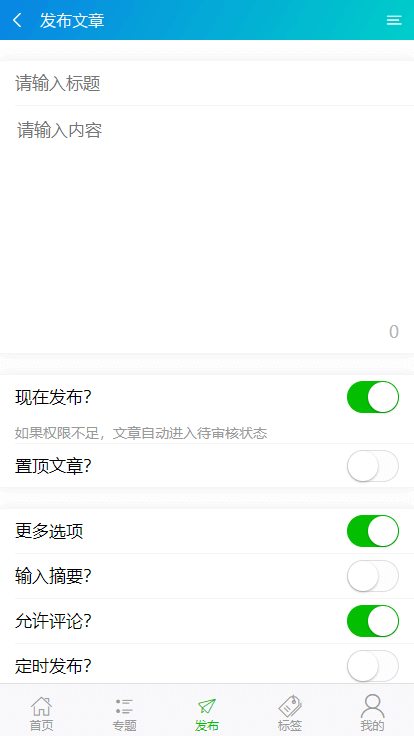 发布文章
请输入标题
请输入内容
0
现在发布？
如果权限不足，文章自动进入待审核状态
置顶文章？
更多选项
输入摘要？
允许评论？
定时发布？
首页 专题 发布 标签 我的